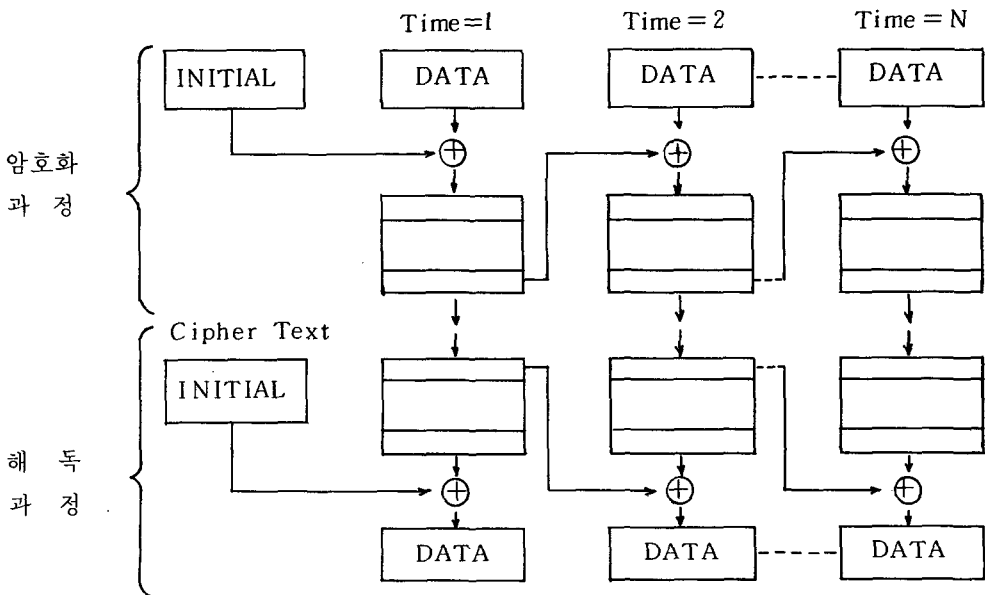 Time=1
Time=2
Time=N
INITIAL
DATA
DATA
DATA
암호화
과 정
Cipher Text
INITIAL
해 독
과 정
DATA
DATA
DATA